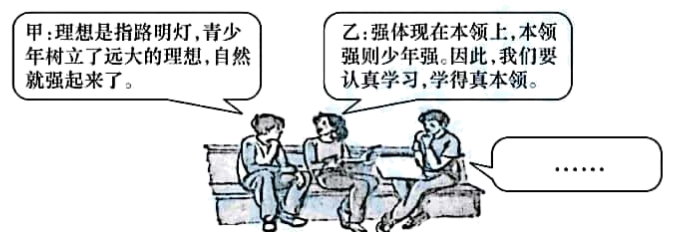 甲:理想是指路明灯,青少
年树立了远大的理想,自然
就强起来了。
乙:强体现在本领上,本领
强则少年强。因此,我们要
认真学习,学得真本领。
……